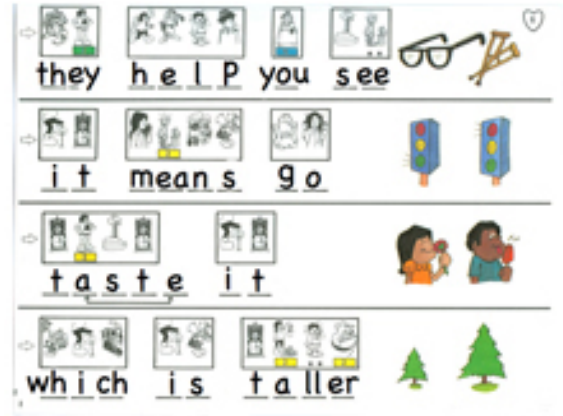 they help you see
it means go
taste it
which is taller